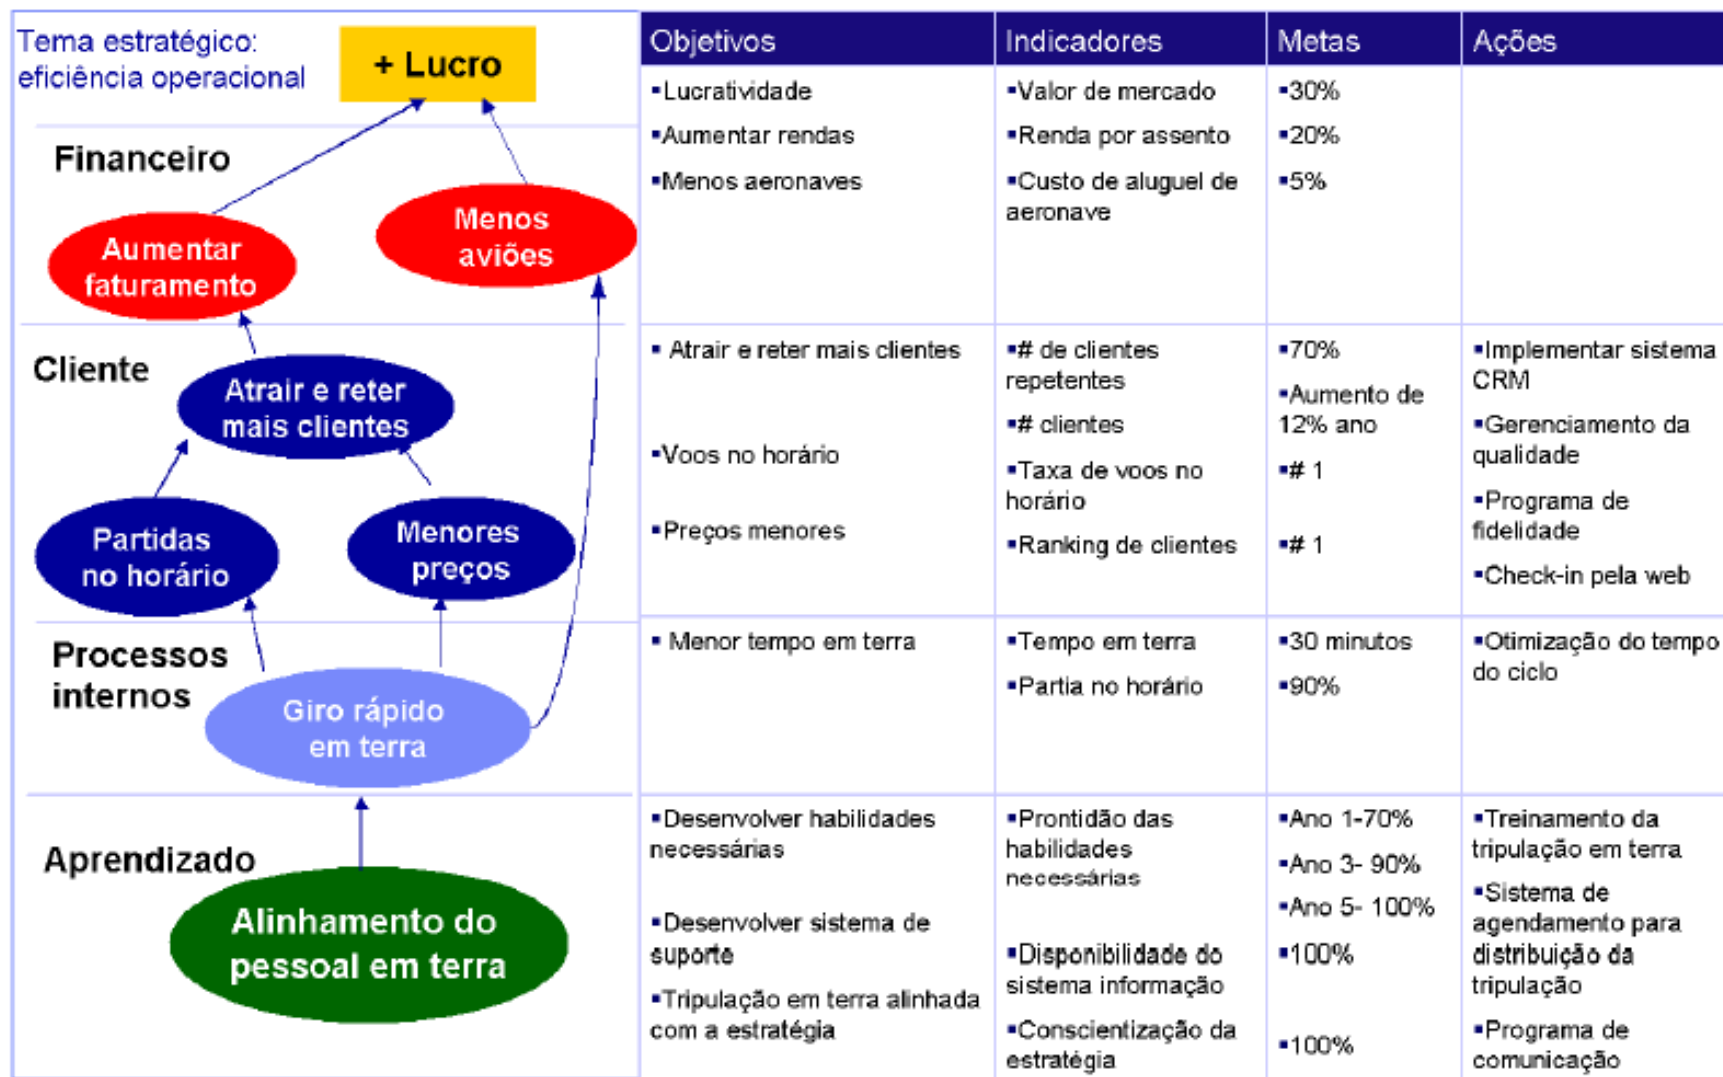 Tema estratégico:
eficiência operacional
+ Lucro
Financeiro
Aumentar
faturamento
Menos
aviões
Cliente
Atrair e reter
mais clientes
Partidas
no horário
Menores
preços
Processos
internos
Giro rápido
em terra
Aprendizado
Alinhamento do
pessoal em terra
Objetivos
Indicadores
Metas
Ações
▪Lucratividade
▪Aumentar rendas
▪Menos aeronaves
▪Valor de mercado
▪Renda por assento
▪Custo de aluguel de
aeronave
▪30%
▪20%
▪5%
▪ Atrair e reter mais clientes
▪Voos no horário
▪Preços menores
▪# de clientes
repetentes
▪# clientes
▪Taxa de voos no
horário
▪Ranking de clientes
▪70%
▪Aumento de
12% ano
▪# 1
▪# 1
▪Implementar sistema
CRM
▪Gerenciamento da
qualidade
▪Programa de
fidelidade
▪Check-in pela web
▪ Menor tempo em terra
▪Tempo em terra
▪Partia no horário
▪30 minutos
▪90%
▪Otimização do tempo
do ciclo
▪Desenvolver habilidades
necessárias
▪Desenvolver sistema de
suporte
▪Tripulação em terra alinhada
com a estratégia
▪Prontidão das
habilidades
necessárias
▪Disponibilidade do
sistema informação
▪Conscientização da
estratégia
▪Ano 1-70%
▪Ano 3- 90%
▪Ano 5- 100%
▪100%
▪100%
▪Treinamento da
tripulação em terra
▪Sistema de
agendamento para
distribuição da
tripulação
▪Programa de
comunicação